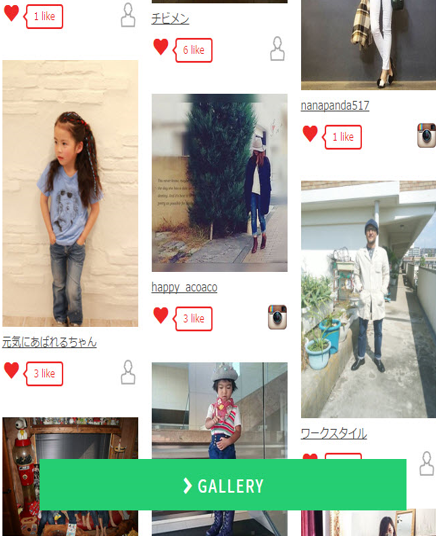 1 like
元気にあばれるちゃん
3 like
チビメン
6 like
happy_acoaco
3 like
nanapanda517
1 like
ワークスタイル
GALLERY